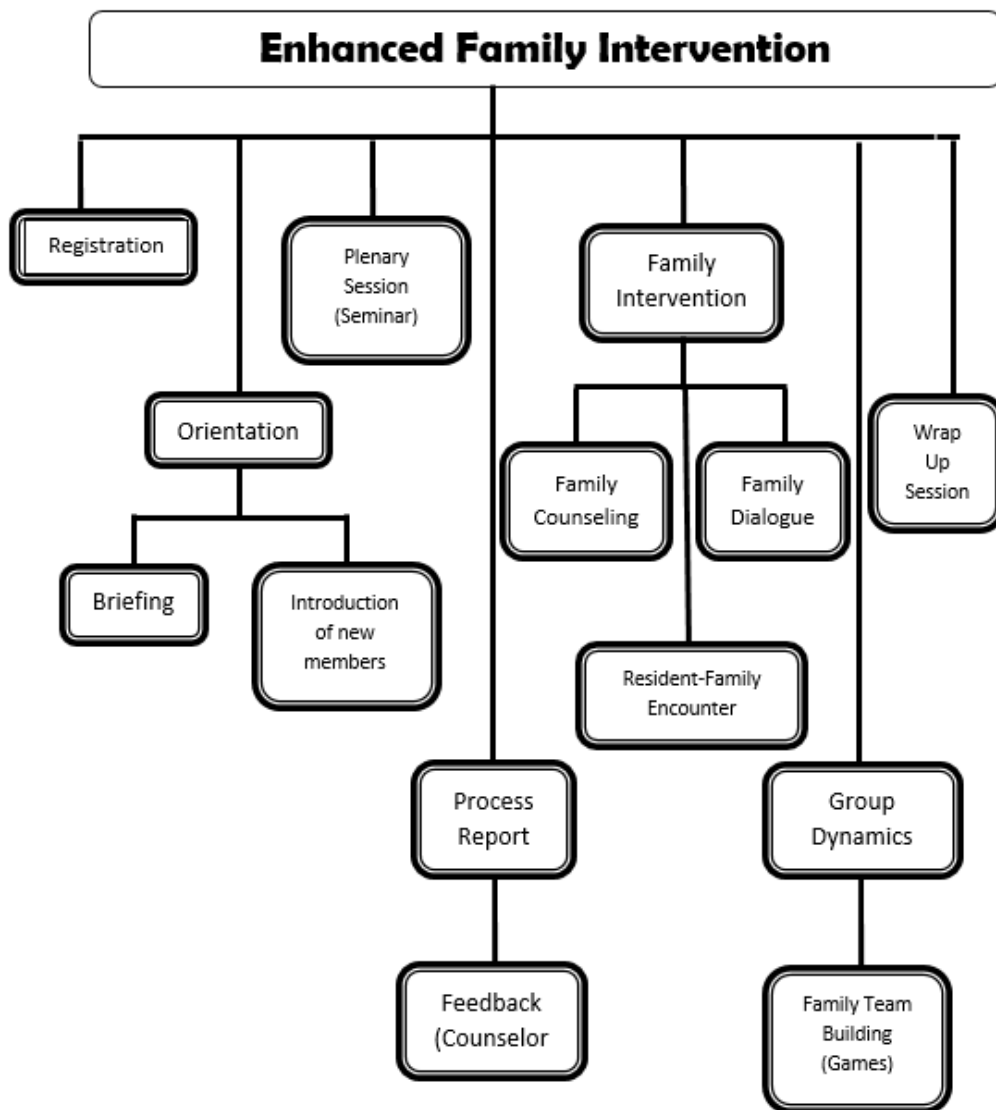 Enhanced Family Intervention
Registration
Plenary
Session
(Seminar)
Family
Intervention
Orientation
Wrap
Up
Session
Family
Counseling
Family
Dialogue
Briefing
Introduction
of new
members
Resident-Family
Encounter
Process
Report
Group
Dynamics
Feedback
(Counselor
Family Team
Building
(Games)